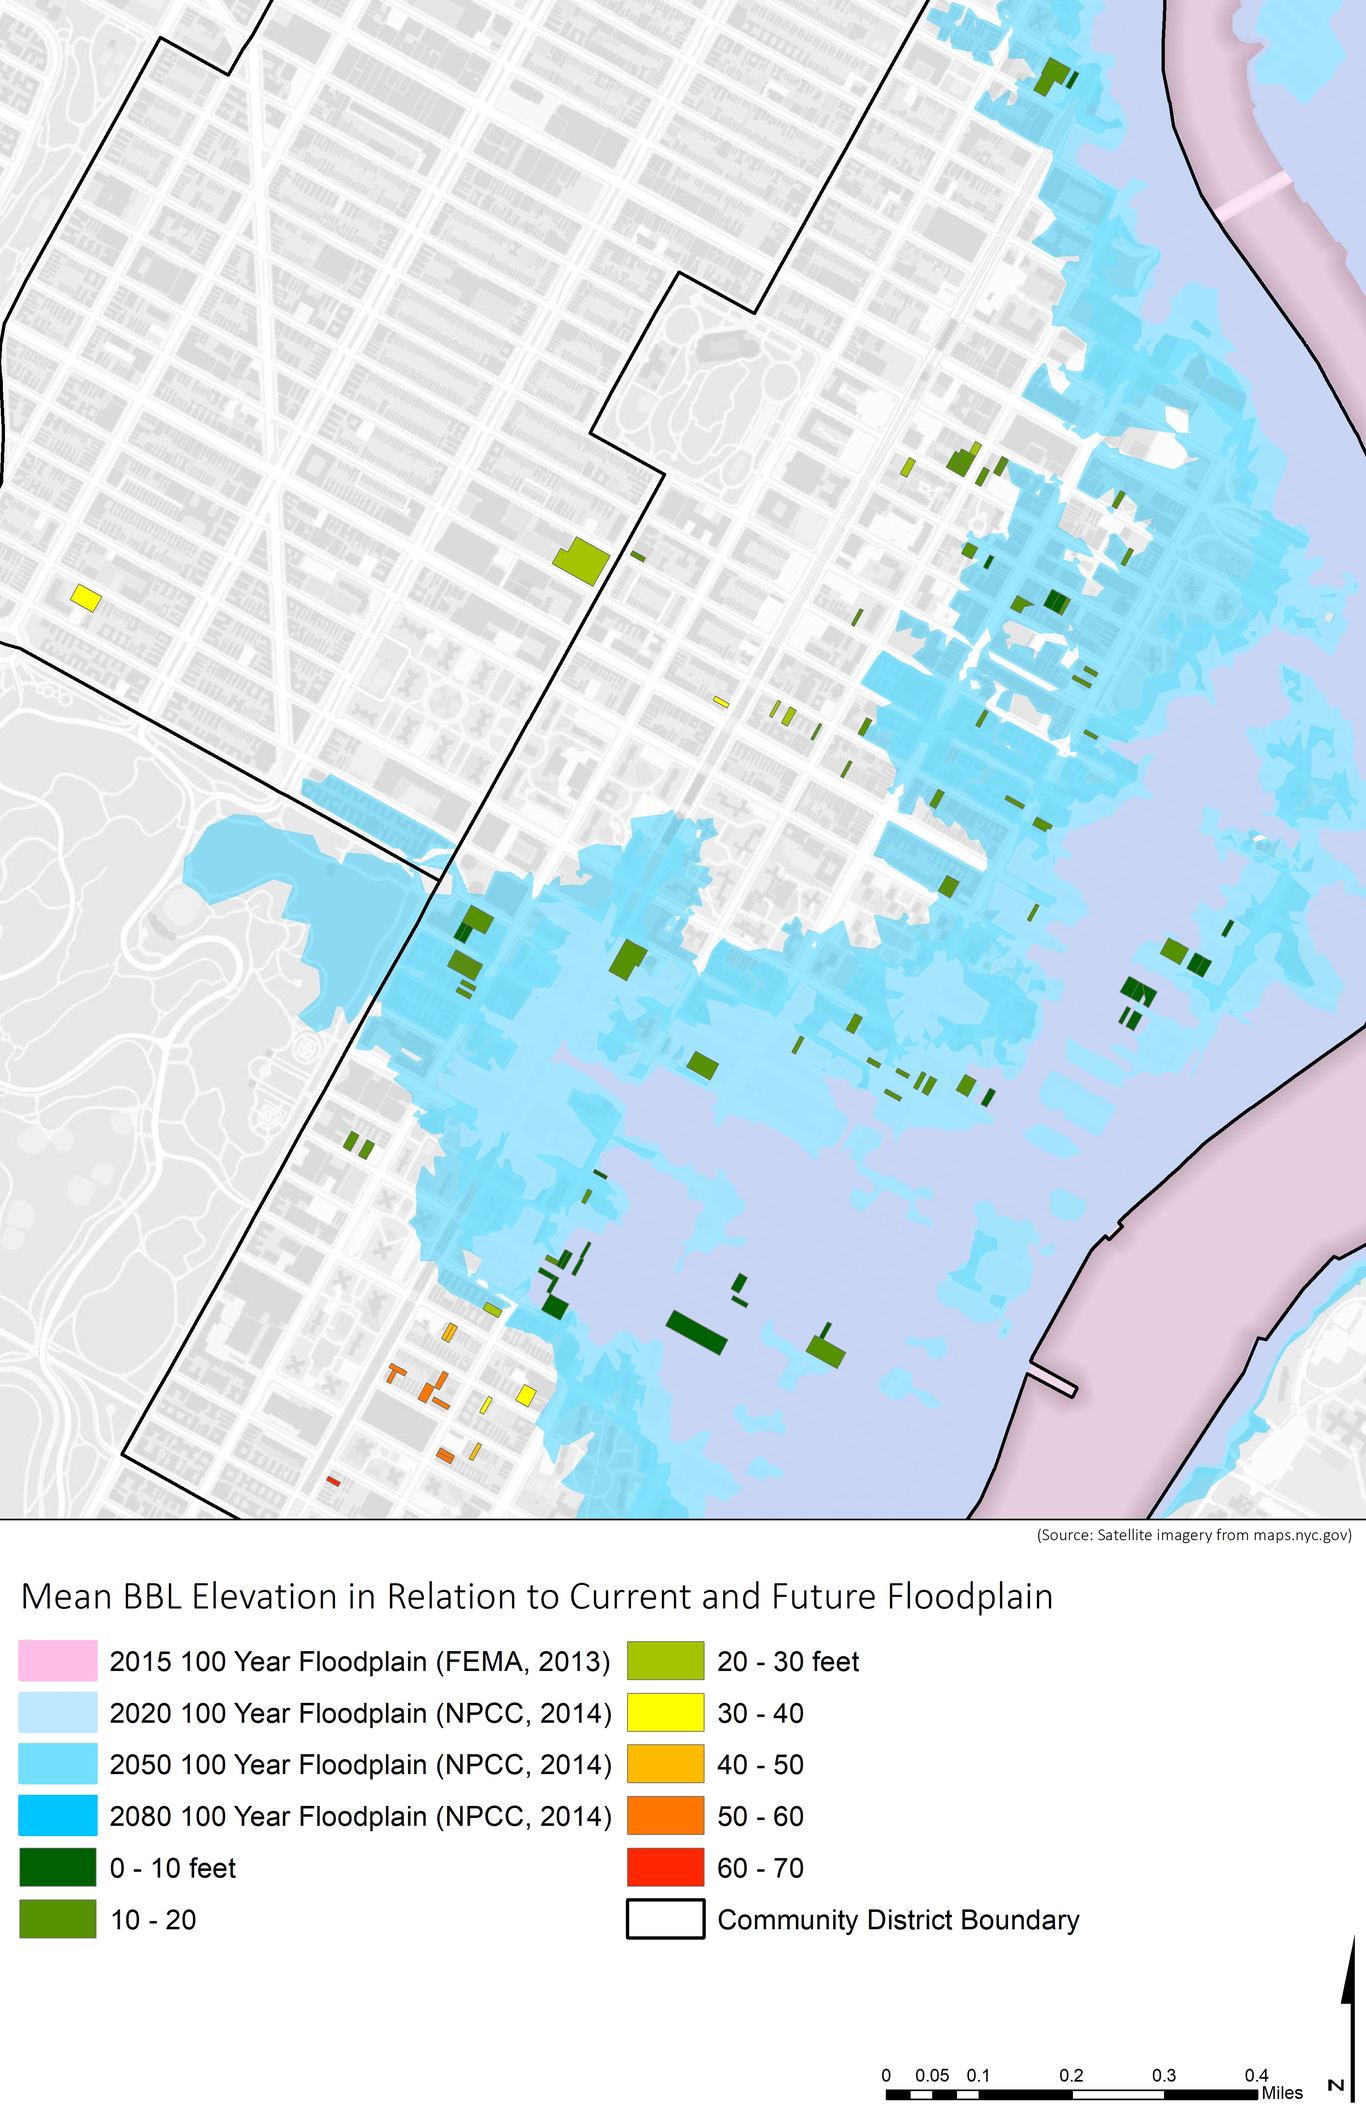 (Source: Satellite imagery from maps.nyc.gov)
Mean BBL Elevation in Relation to Current and Future Floodplain
2015 100 Year Floodplain (FEMA, 2013)
2020 100 Year Floodplain (NPCC, 2014)
2050 100 Year Floodplain (NPCC, 2014)
2080 100 Year Floodplain (NPCC, 2014)
0 - 10 feet
10 - 20
20 - 30 feet
30 - 40
40 - 50
50 - 60
60 - 70
Community District Boundary
0 0.05 0.1 0.2 0.3 0.4
Miles
N